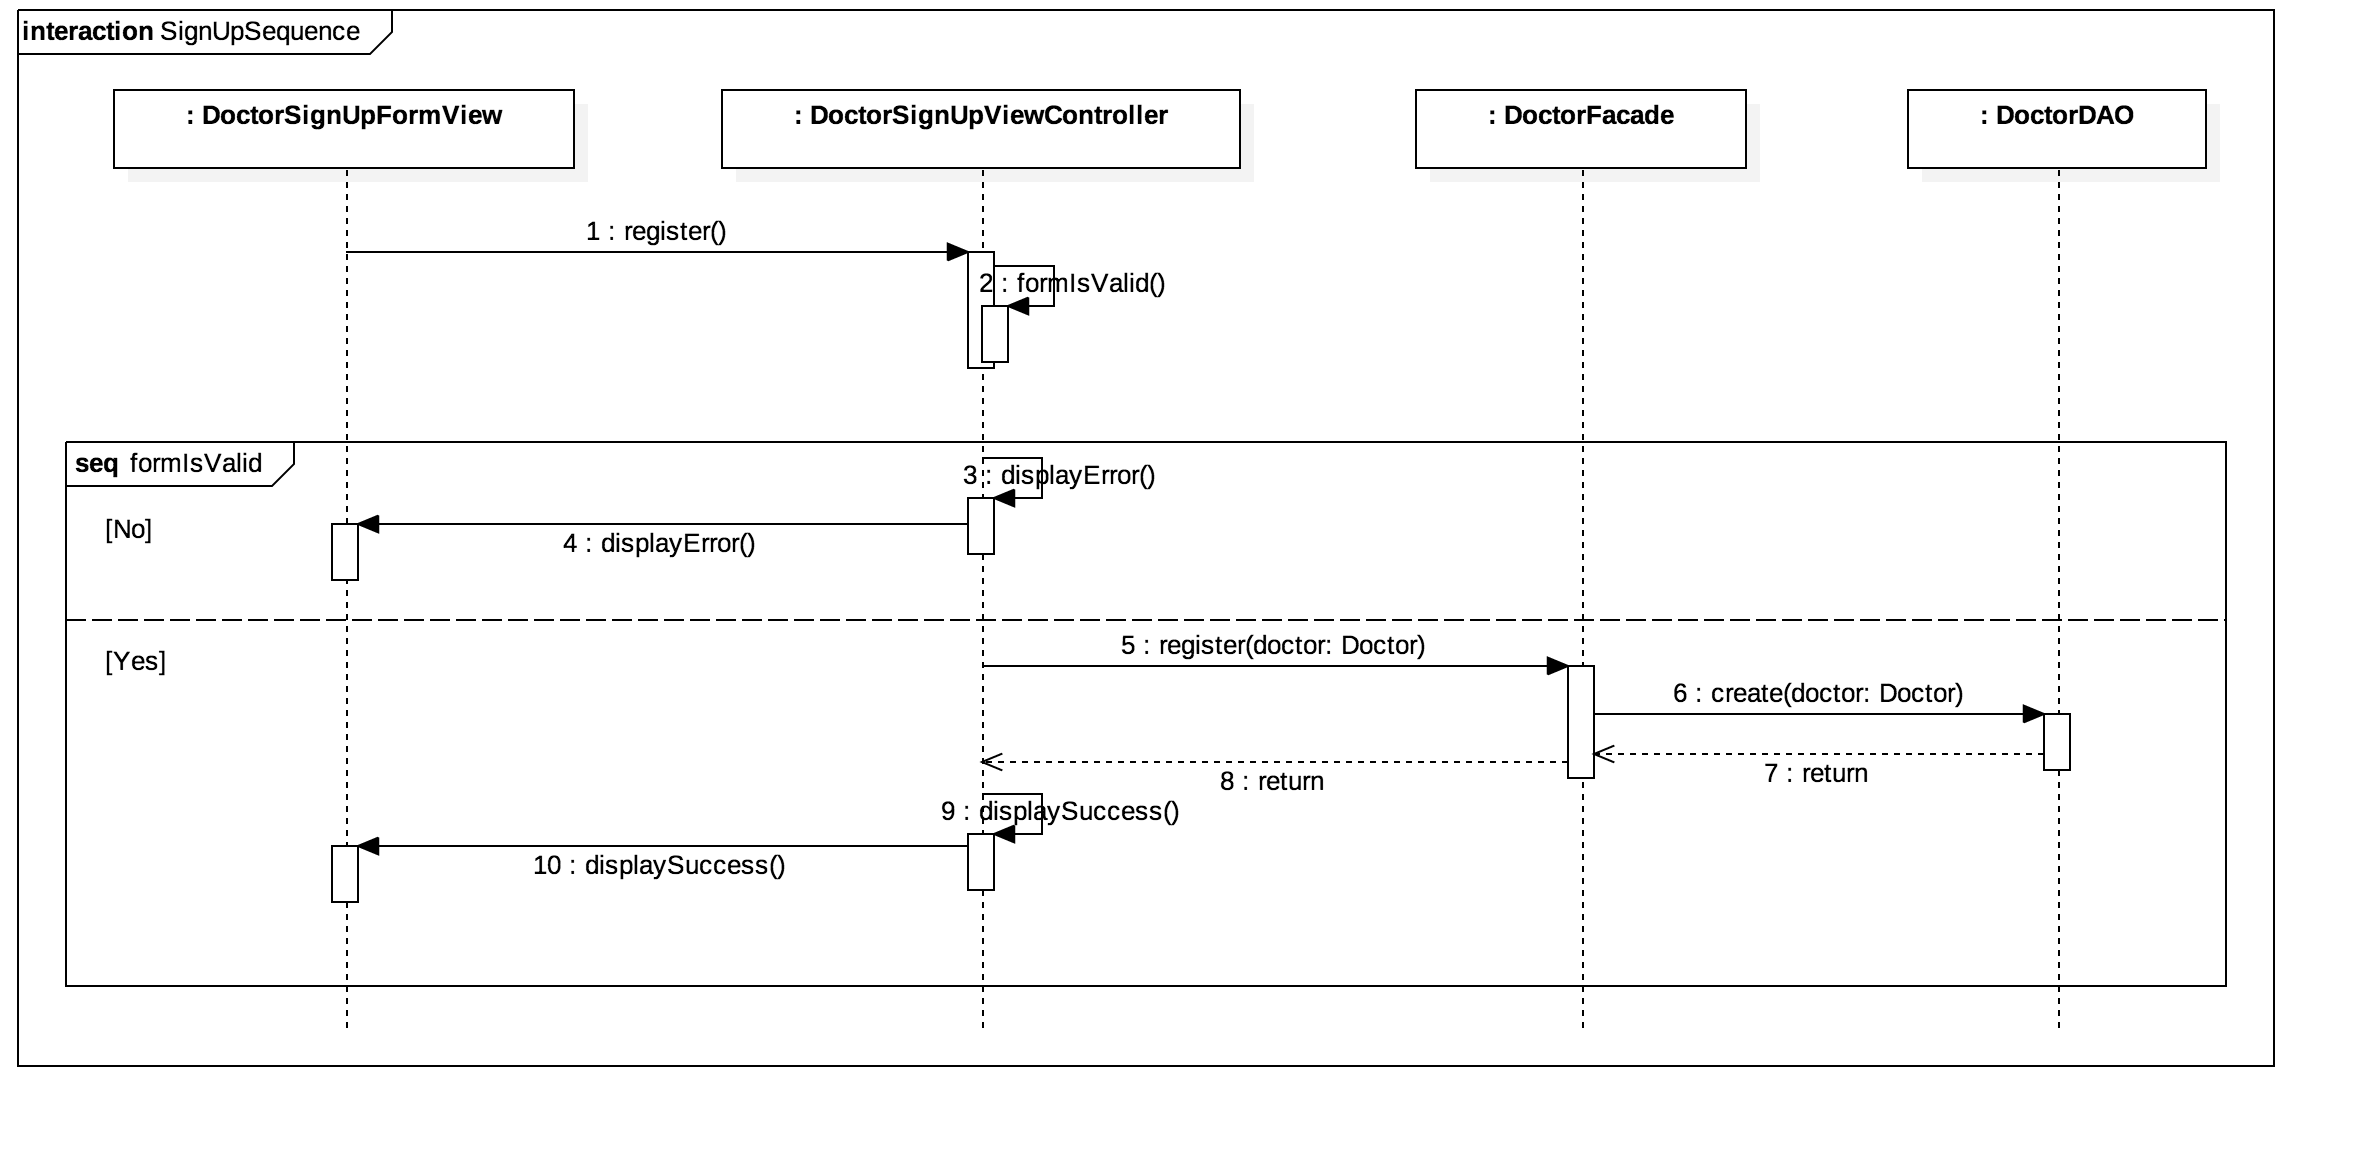 interaction SignUpSequence
: DoctorSignUpFormView
: DoctorSignUpViewController
: DoctorFacade
: DoctorDAO
1 : register()
2 : formIsValid()
seq formIsValid
3 : displayError()
[No]
4 : displayError()
5 : register(doctor: Doctor)
[Yes]
6 : create(doctor: Doctor)
7 : return
8 : return
9 : displaySuccess()
10 : displaySuccess()